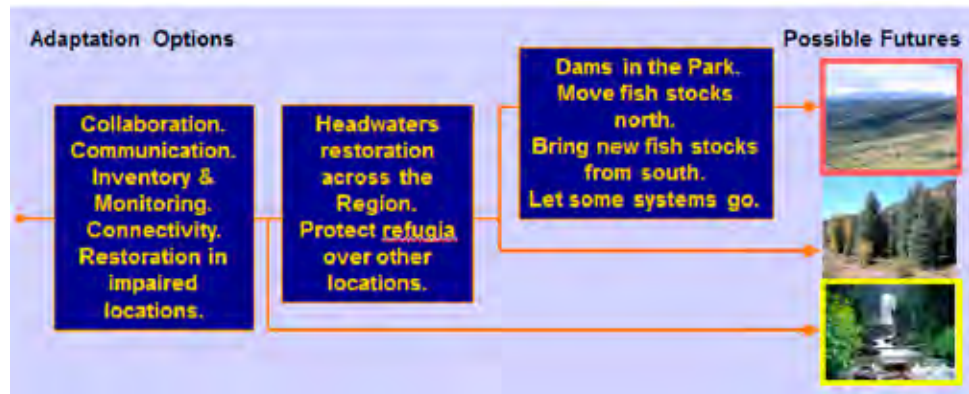 Adaptation Options
Possible Futures
Collaboration.
Communication.
Inventory &
Monitoring.
Connectivity.
Restoration in
impaired
locations.
Headwaters
restoration
across the
Region.
Protect refugia
over other
locations.
Dams in the Park.
Move fish stocks
north.
Bring new fish stocks
from south.
Let some systems go.